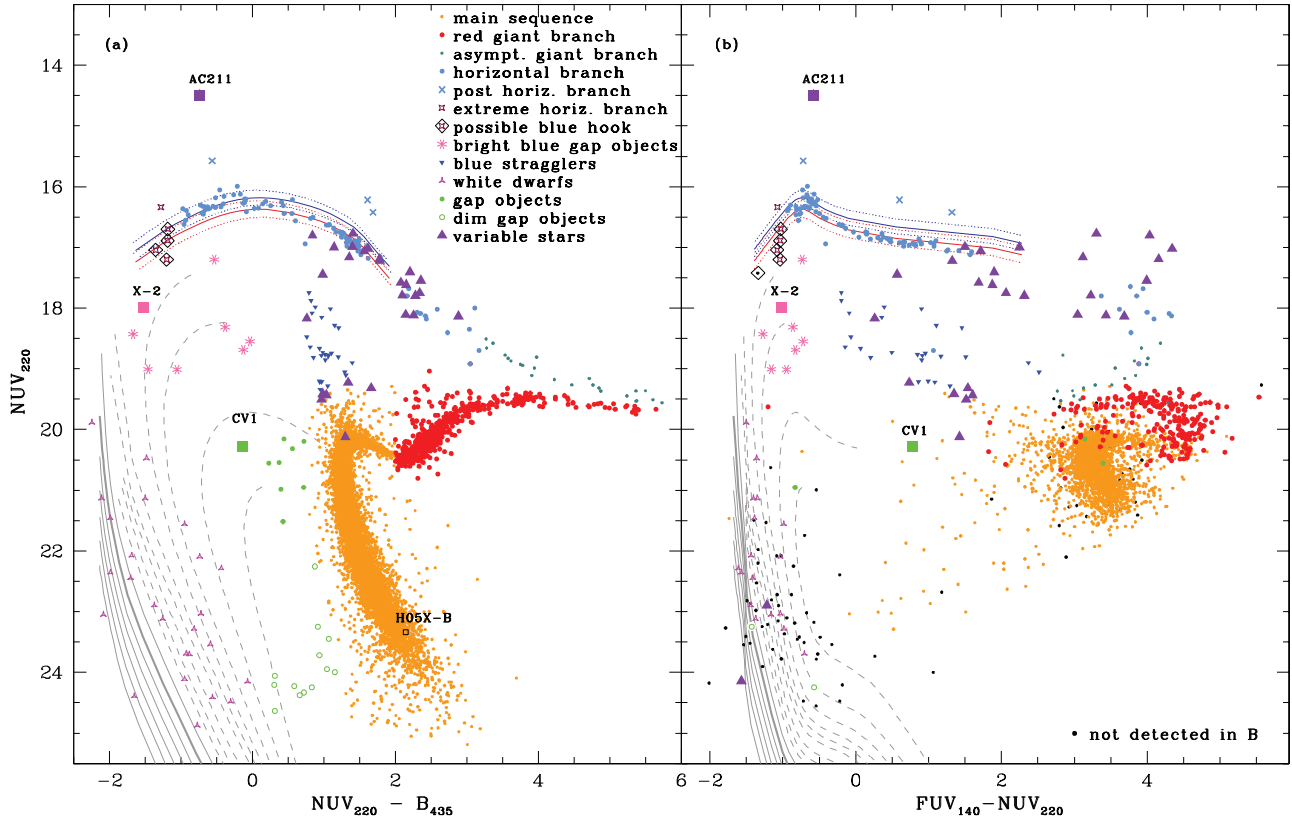 (a)
AC211
X-2
CV1
H05X-B
main sequence
red giant branch
asympt. giant branch
horizontal branch
post horiz. branch
extreme horiz. branch
possible blue hook
bright blue gap objects
blue stragglers
white dwarfs
gap objects
dim gap objects
variable stars
14
16
18
20
22
24
NUV220
−2
0
2
4
6
NUV220 − B435
(b)
AC211
X-2
CV1
not detected in B
−2
0
2
4
FUV140−NUV220